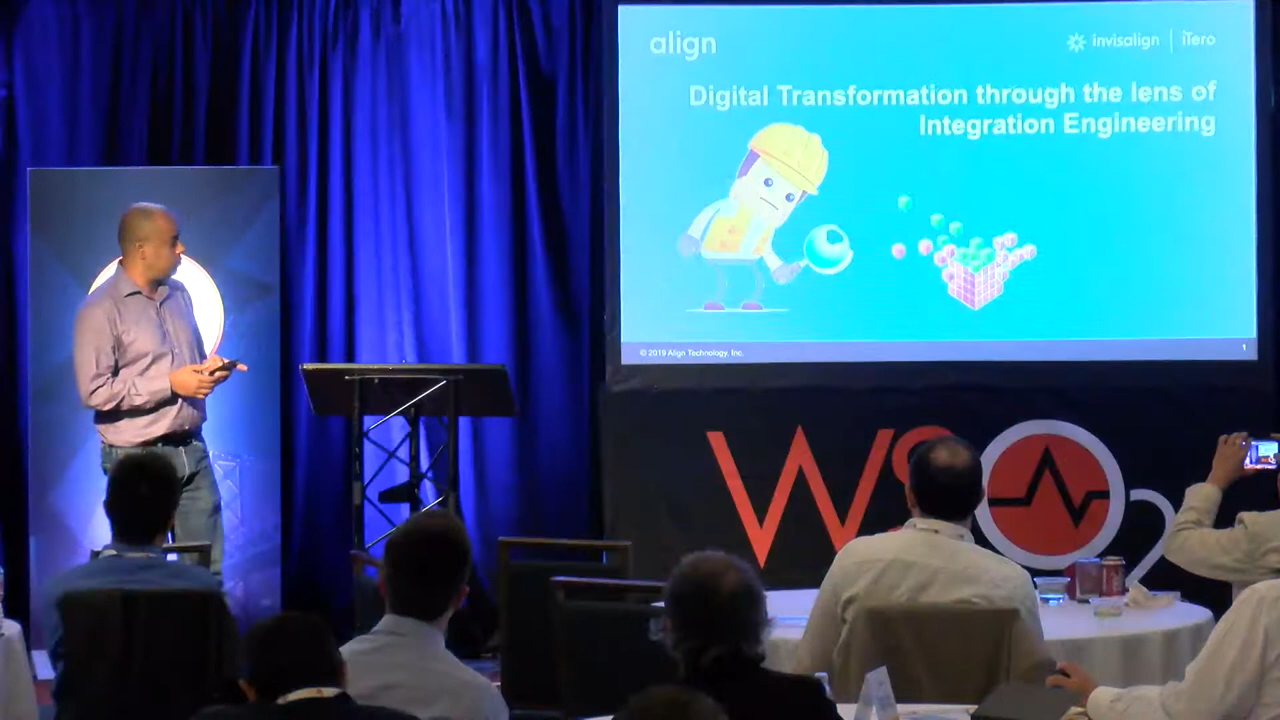 align
invisalign | iTero
Digital Transformation through the lens of
Integration Engineering
© 2019 Align Technology, Inc.
1
WSO2